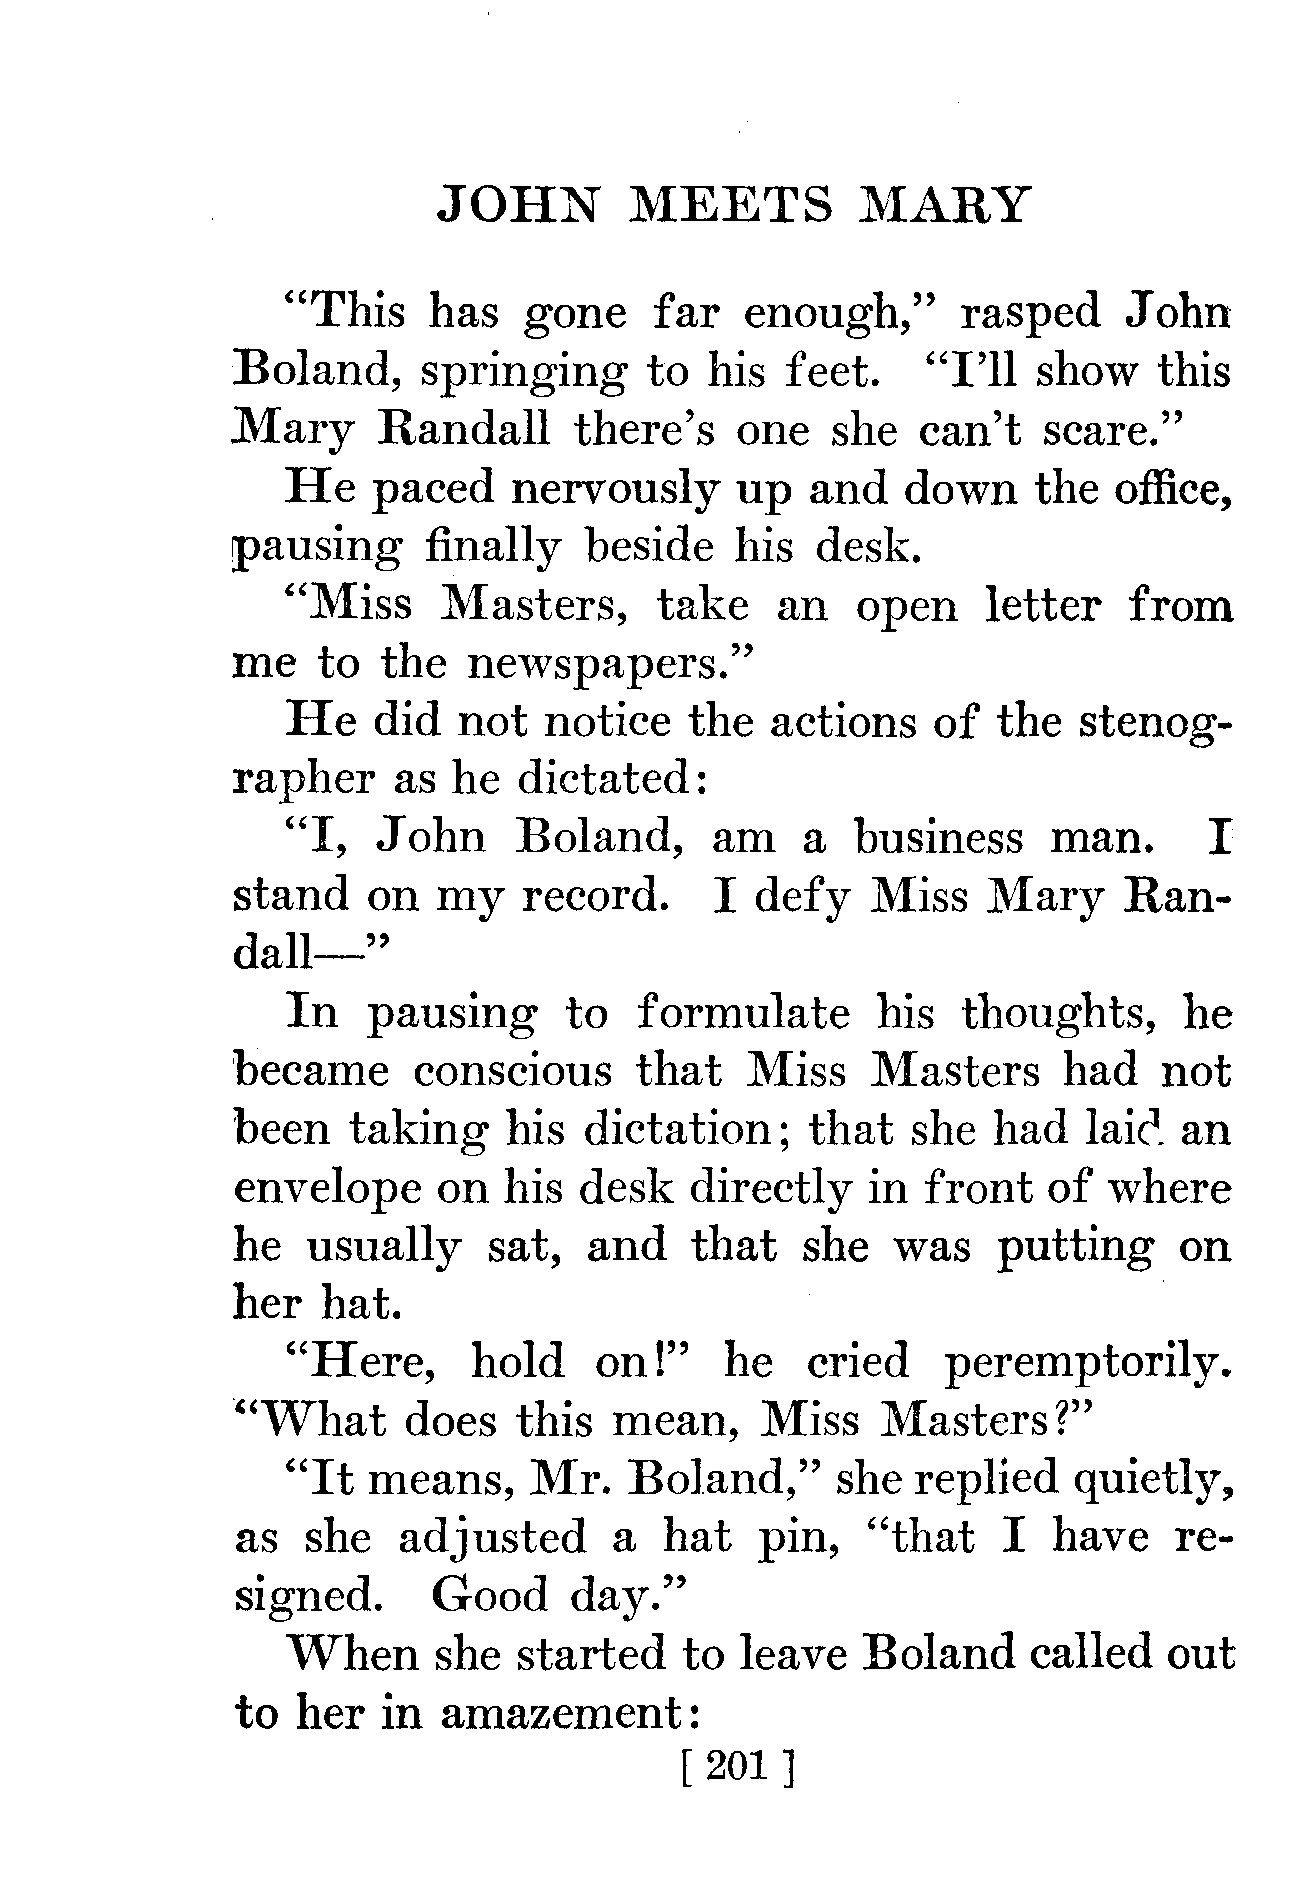 JOHN MEETS MARY
“This has gone far enough,” rasped John
Boland, springing to his feet. “I’ll show this
Mary Randall there’s one she can’t scare.”
He paced nervously up and down the office,
pausing finally beside his desk.
“Miss Masters, take an open letter from
me to the newspapers.”
He did not notice the actions of the stenog-
rapher as he dictated:
“I, John Boland, am a business man. I
stand on my record. I defy Miss Mary Ran-
dall—”
In pausing to formulate his thoughts, he
became conscious that Miss Masters had not
been taking his dictation; that she had laid an
envelope on his desk directly in front of where
he usually sat, and that she was putting on
her hat.
“Here, hold on!” he cried peremptorily.
“What does this mean, Miss Masters?”
“It means, Mr. Boland,” she replied quietly,
as she adjusted a hat pin, “that I have re-
signed. Good day.”
When she started to leave Boland called out
to her in amazement:
[ 201 ]